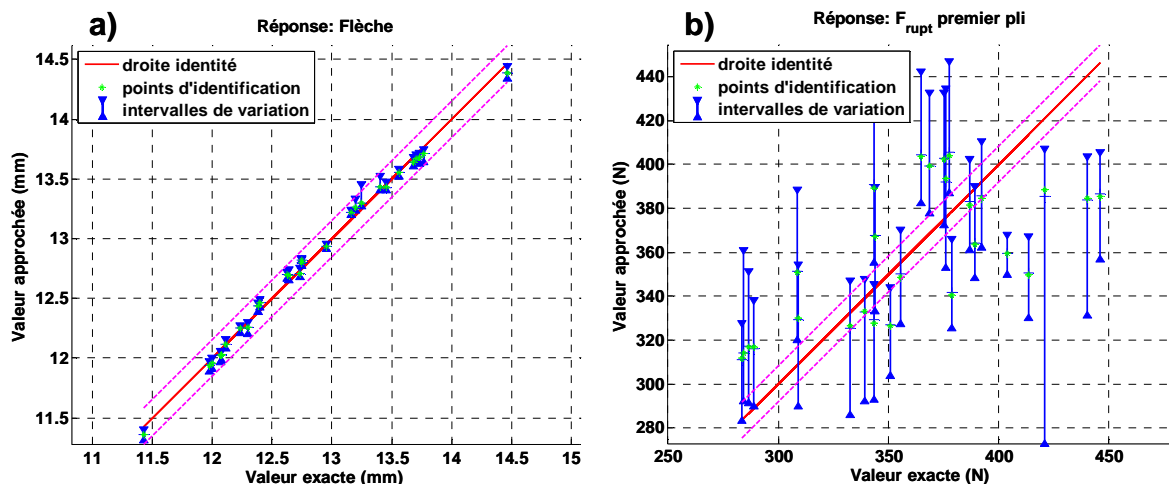 a)
Réponse: Flèche
14.5
14
13.5
13
12.5
12
11.5
Valeur approchée (mm)
droite identité
points d'identification
intervalles de variation
11
11.5
12
12.5
13
13.5
14
14.5
15
Valeur exacte (mm)
b)
Réponse: Frupt premier pli
440
420
400
380
360
340
320
300
280
Valeur approchée (N)
droite identité
points d'identification
intervalles de variation
250
300
350
400
450
Valeur exacte (N)